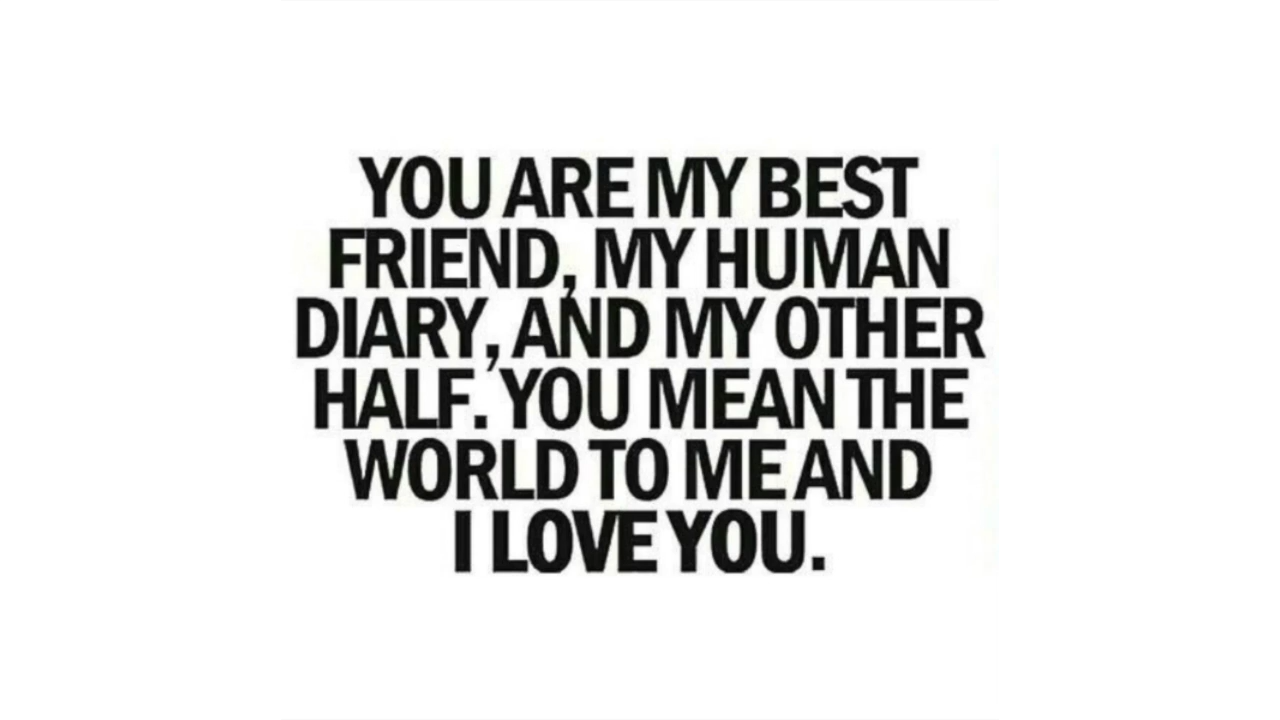 YOU ARE MY BEST
FRIEND, MY HUMAN
DIARY, AND MY OTHER
HALF. YOU MEAN THE
WORLD TO ME AND
I LOVE YOU.